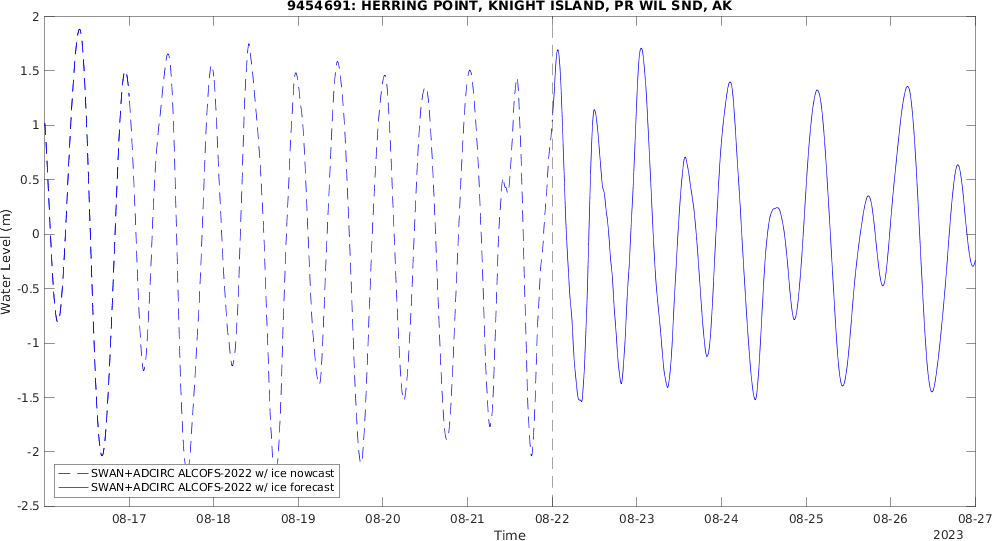 9454691: HERRING POINT, KNIGHT ISLAND, PR WIL SND, AK
2
1.5
1
0.5
0
-0.5
-1
-1.5
-2
-2.5
Water Level (m)
SWAN+ADCIRC ALCOFS-2022 w/ ice nowcast
SWAN+ADCIRC ALCOFS-2022 w/ ice forecast
08-17 08-18 08-19 08-20 08-21 08-22 08-23 08-24 08-25 08-26 08-27
Time
2023